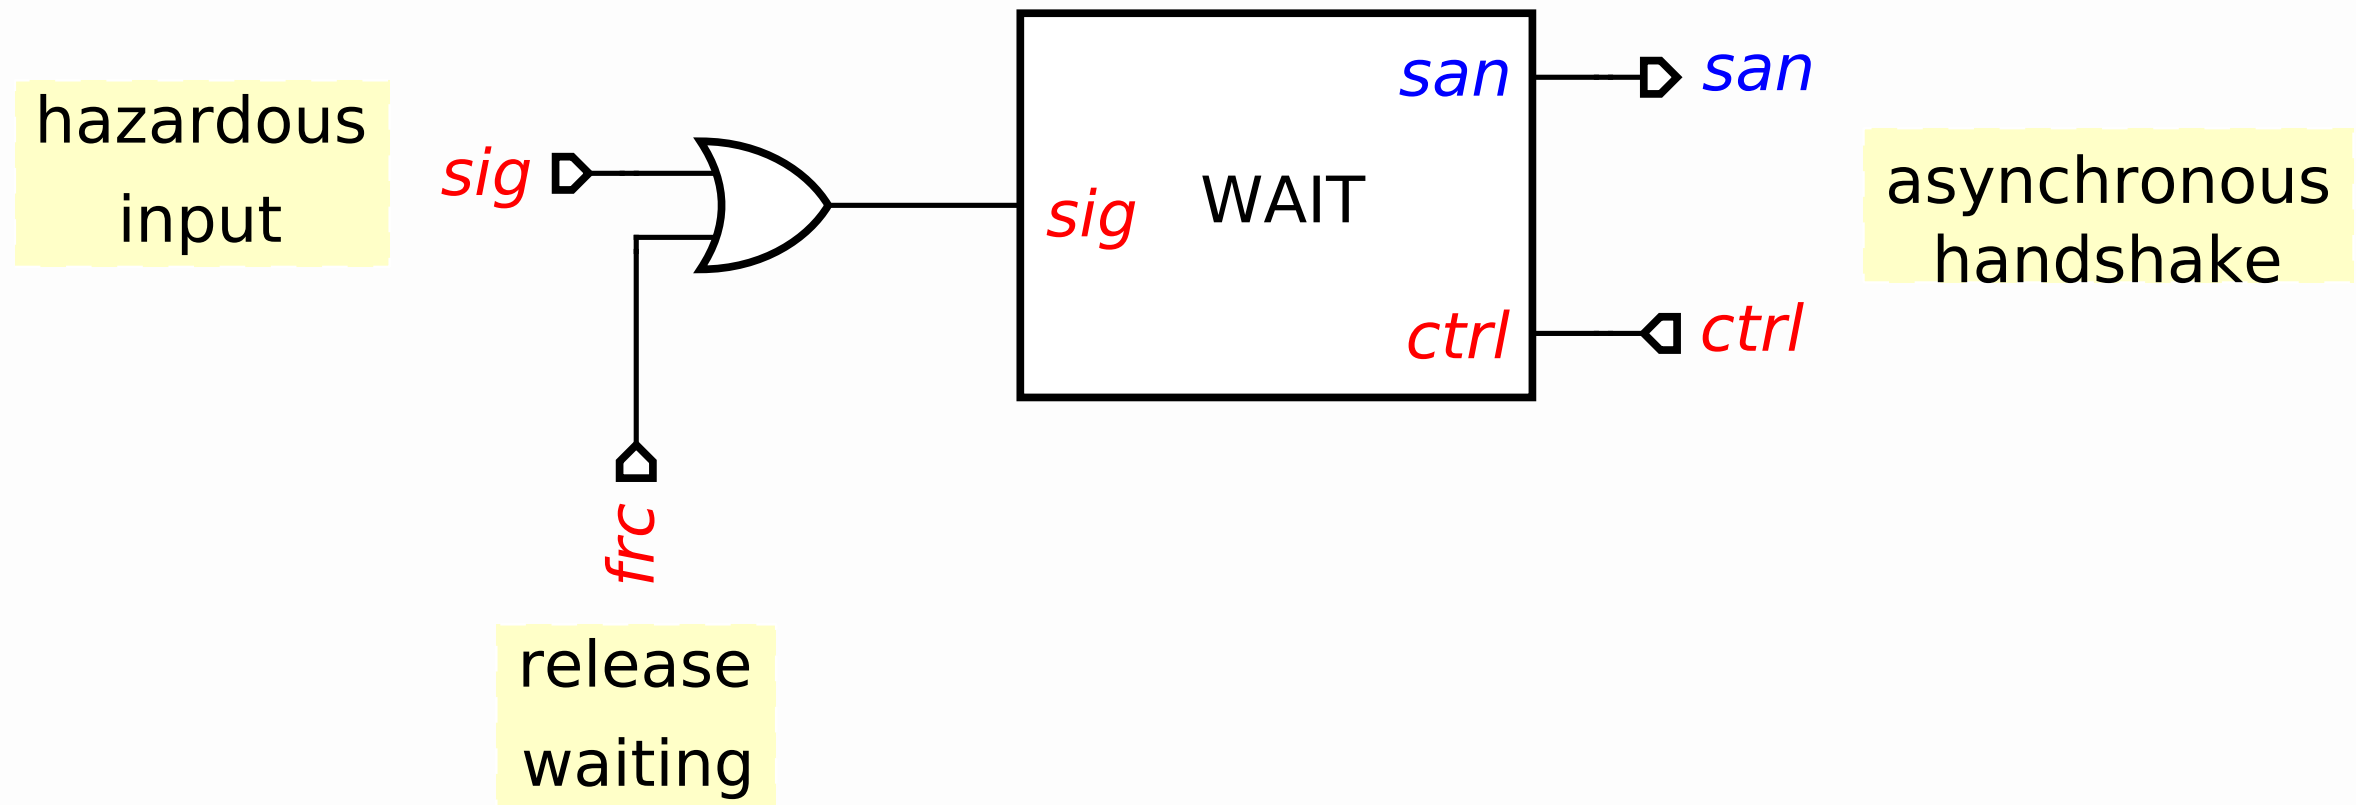 hazardous
input
sig
frc
release
waiting
sig
WAIT
san
ctrl
san
ctrl
asynchronous
handshake